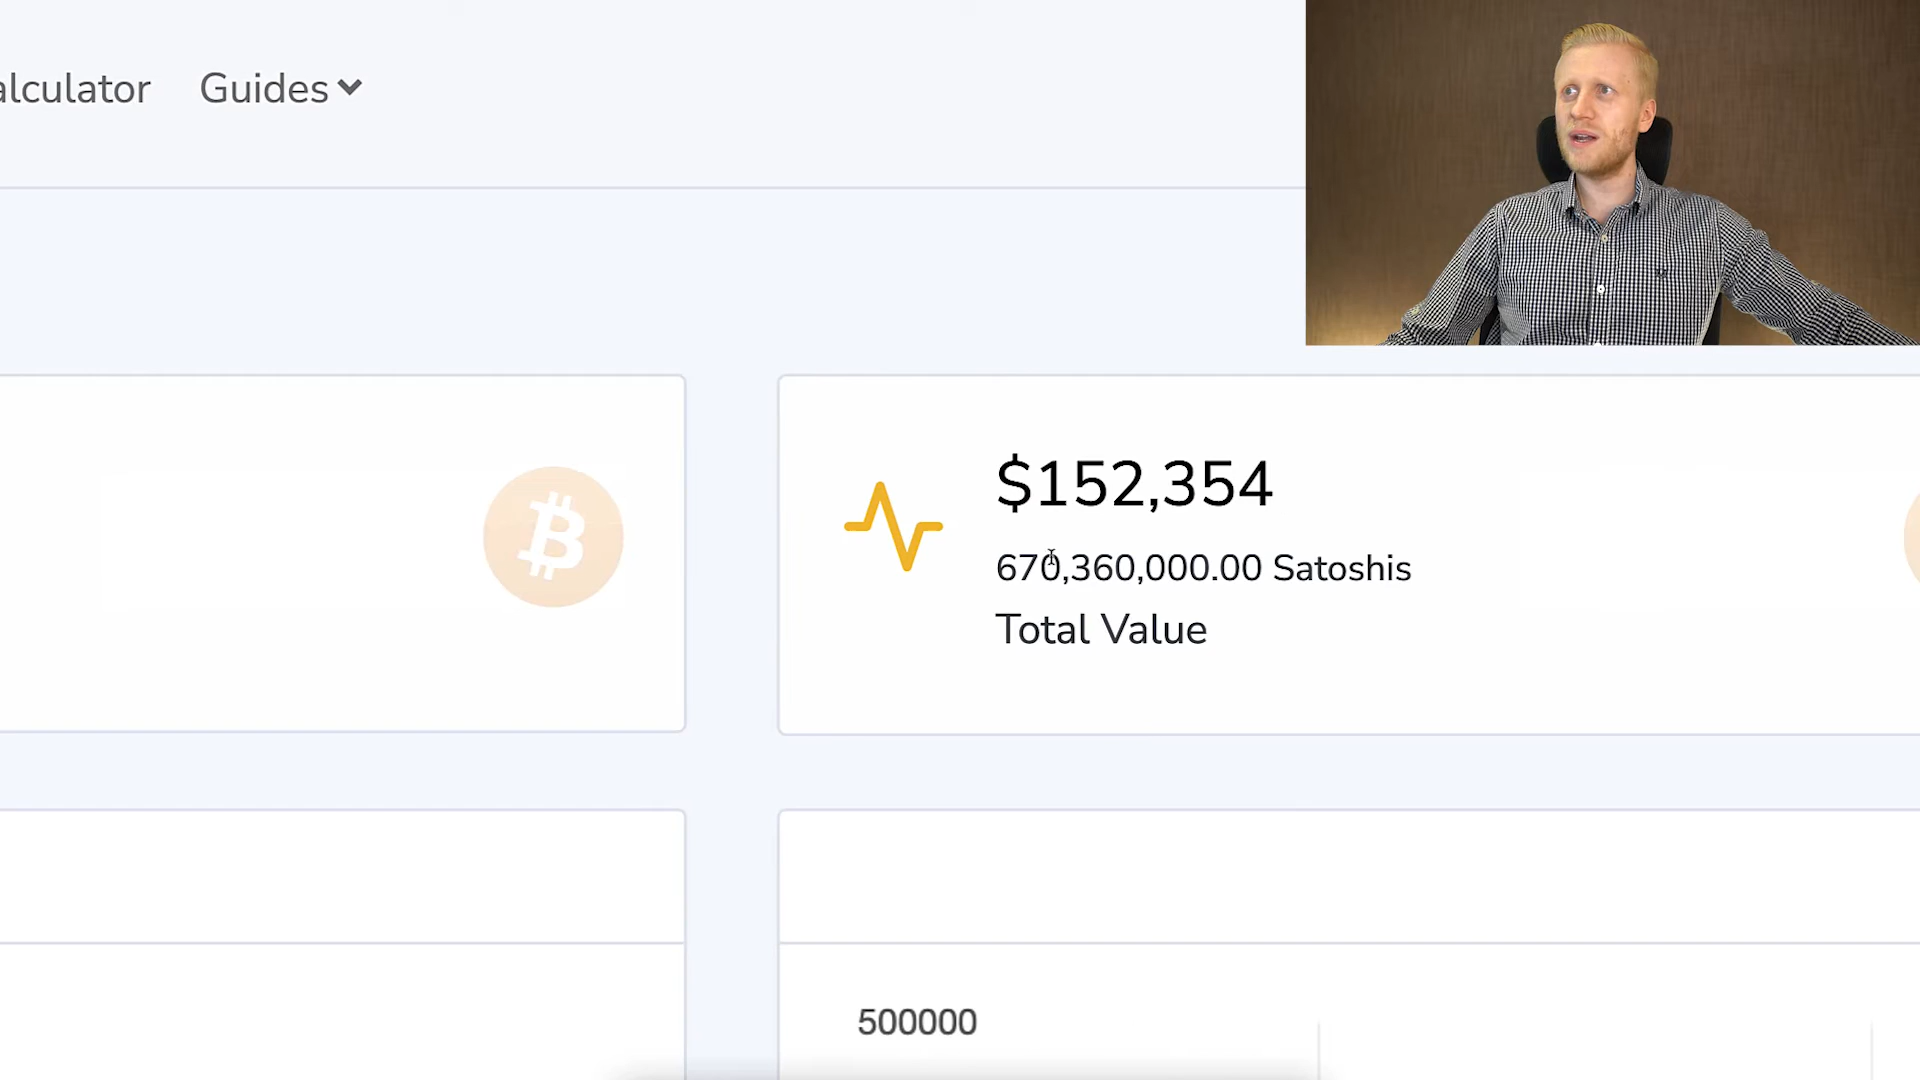 alculator Guides
$152,354
670,360,000.00 Satoshis
Total Value
500000